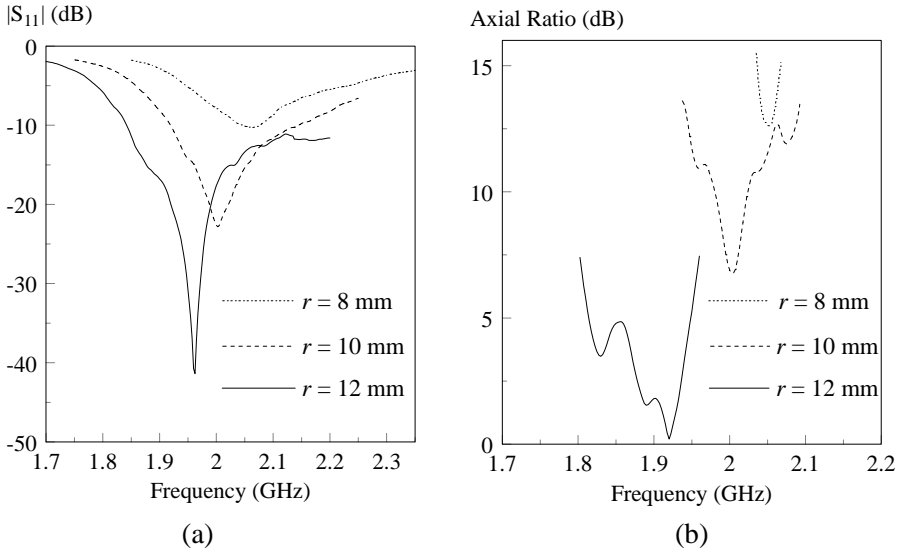 |S₁₁| (dB)
0
-10
-20
-30
-40
-50
1.7 1.8 1.9 2 2.1 2.2 2.3
Frequency (GHz)
r = 8 mm
r = 10 mm
r = 12 mm
(a)
Axial Ratio (dB)
15
10
5
0
1.7 1.8 1.9 2 2.1 2.2
Frequency (GHz)
r = 8 mm
r = 10 mm
r = 12 mm
(b)